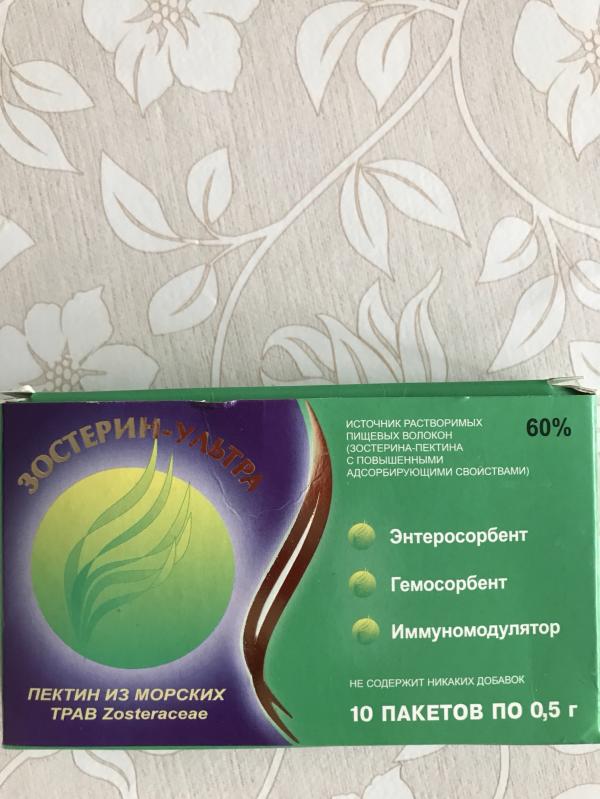 ЗОСТЕРИН-УЛЬТРА
ИСТОЧНИК РАСТВОРИМЫХ
ПИЩЕВЫХ ВОЛОКОН
(ЗОСТЕРИНА-ПЕКТИНА
С ПОВЫШЕННЫМИ
АДСОРБИРУЮЩИМИ СВОЙСТВАМИ)
60%
Энтеросорбент
Гемосорбент
Иммуномодулятор
ПЕКТИН ИЗ МОРСКИХ
ТРАВ Zosteraceae
НЕ СОДЕРЖИТ НИКАКИХ ДОБАВОК
10 ПАКЕТОВ ПО 0,5 г